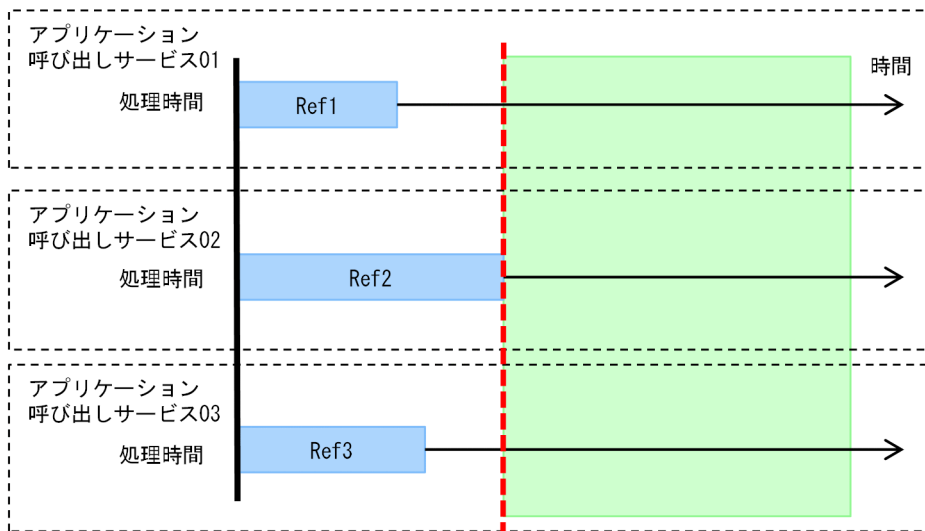 アプリケーション
呼び出しサービス01
時間
処理時間
Ref1
アプリケーション
呼び出しサービス02
処理時間
Ref2
アプリケーション
呼び出しサービス03
処理時間
Ref3